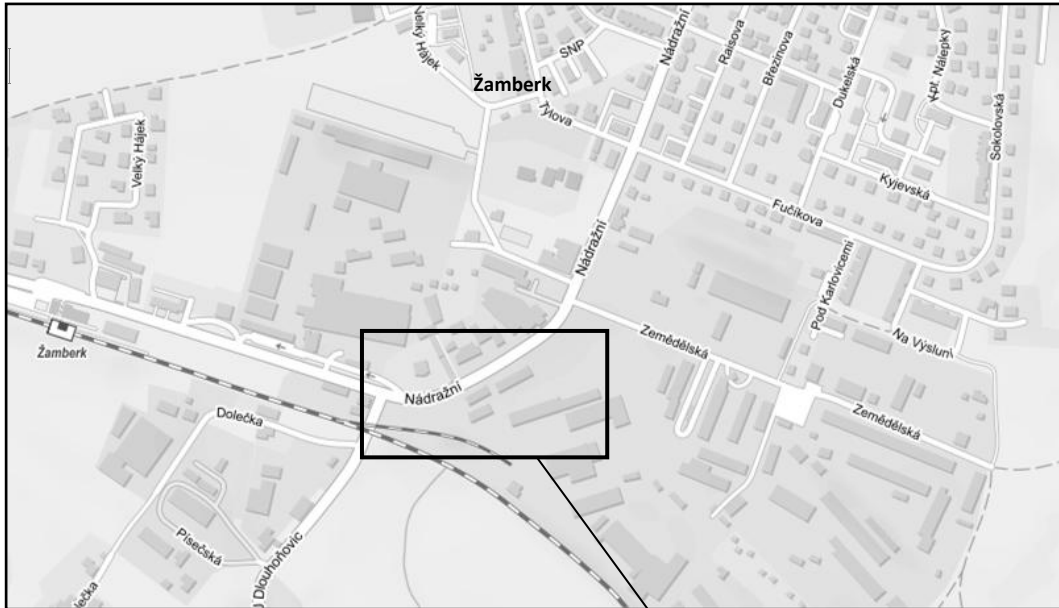 Velký Hájek
SNP
Nádražní
Raisova
Březinova
Dukelská
kpt. Nálepky
Sokolovská
Žamberk
Tylova
Velký Hájek
Kyjevská
Fučíkova
Nádražní
Pod Karlovicemi
Zemědělská
Na Výsluní
Žamberk
Nádražní
Dolečka
Zemědělská
Písečská
U Dlouhoňovic
lečka